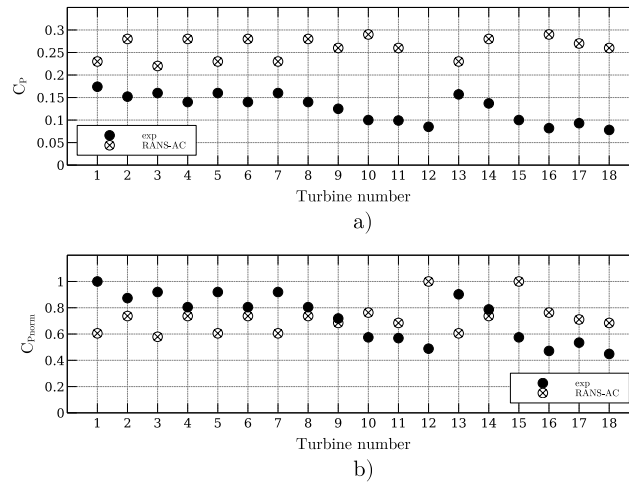 0.3
0.25
0.2
0.15
0.1
0.05
0
C_P
exp
RANS-AC
1 2 3 4 5 6 7 8 9 10 11 12 13 14 15 16 17 18
Turbine number
a)
1
0.8
0.6
0.4
0.2
0
C_Pnorm
exp
RANS-AC
1 2 3 4 5 6 7 8 9 10 11 12 13 14 15 16 17 18
Turbine number
b)